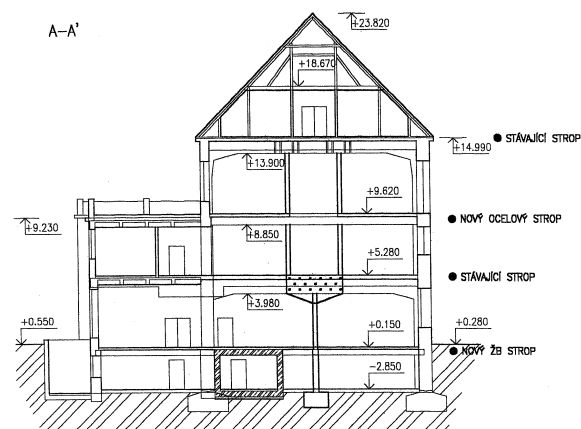 A-A'
+23.820
+18.670
STÁVAJÍCÍ STROP
+14.990
+13.900
+9.620
NOVÝ OCELOVÝ STROP
+9.230
+8.850
+5.280
STÁVAJÍCÍ STROP
+3.980
+0.550
+0.150
+0.280
NOVÝ ŽB STROP
-2.850